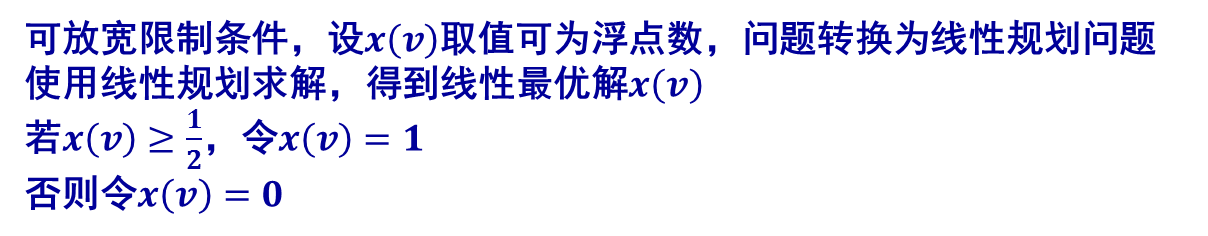 可放宽限制条件，设x(v)取值可为浮点数，问题转换为线性规划问题
使用线性规划求解，得到线性最优解x(v)
若x(v) ≥ 1/2，令x(v) = 1
否则令x(v) = 0